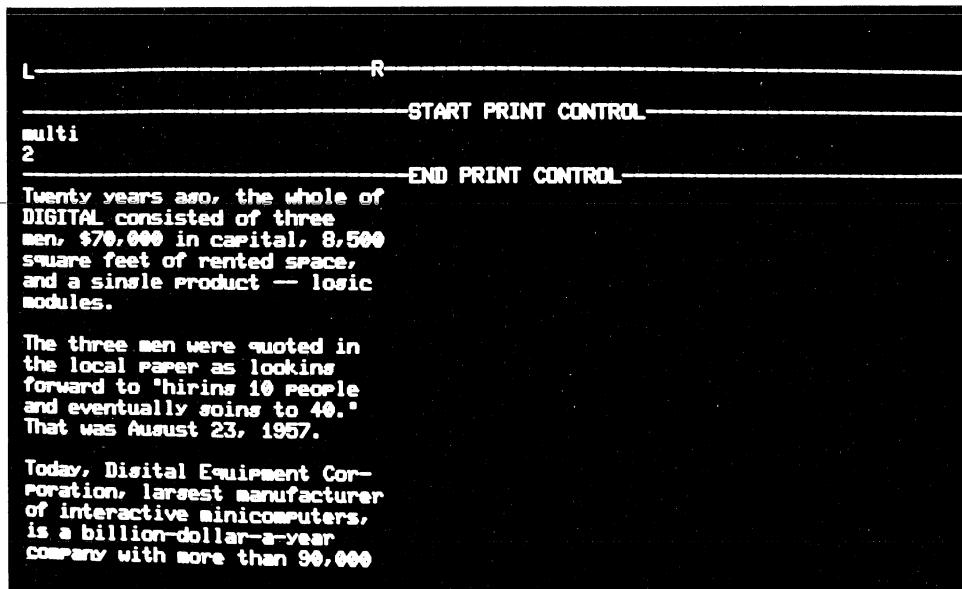 L————————————————R————————————————
————————————————START PRINT CONTROL————————————————
multi
2
————————————————END PRINT CONTROL————————————————
Twenty years ago, the whole of
DIGITAL consisted of three
men, $70,000 in capital, 8,500
square feet of rented space,
and a single product -- logic
modules.

The three men were quoted in
the local paper as looking
forward to "hiring 10 people
and eventually going to 40."
That was August 23, 1957.

Today, Digital Equipment Cor-
poration, largest manufacturer
of interactive minicomputers,
is a billion-dollar-a-year
company with more than 90,000